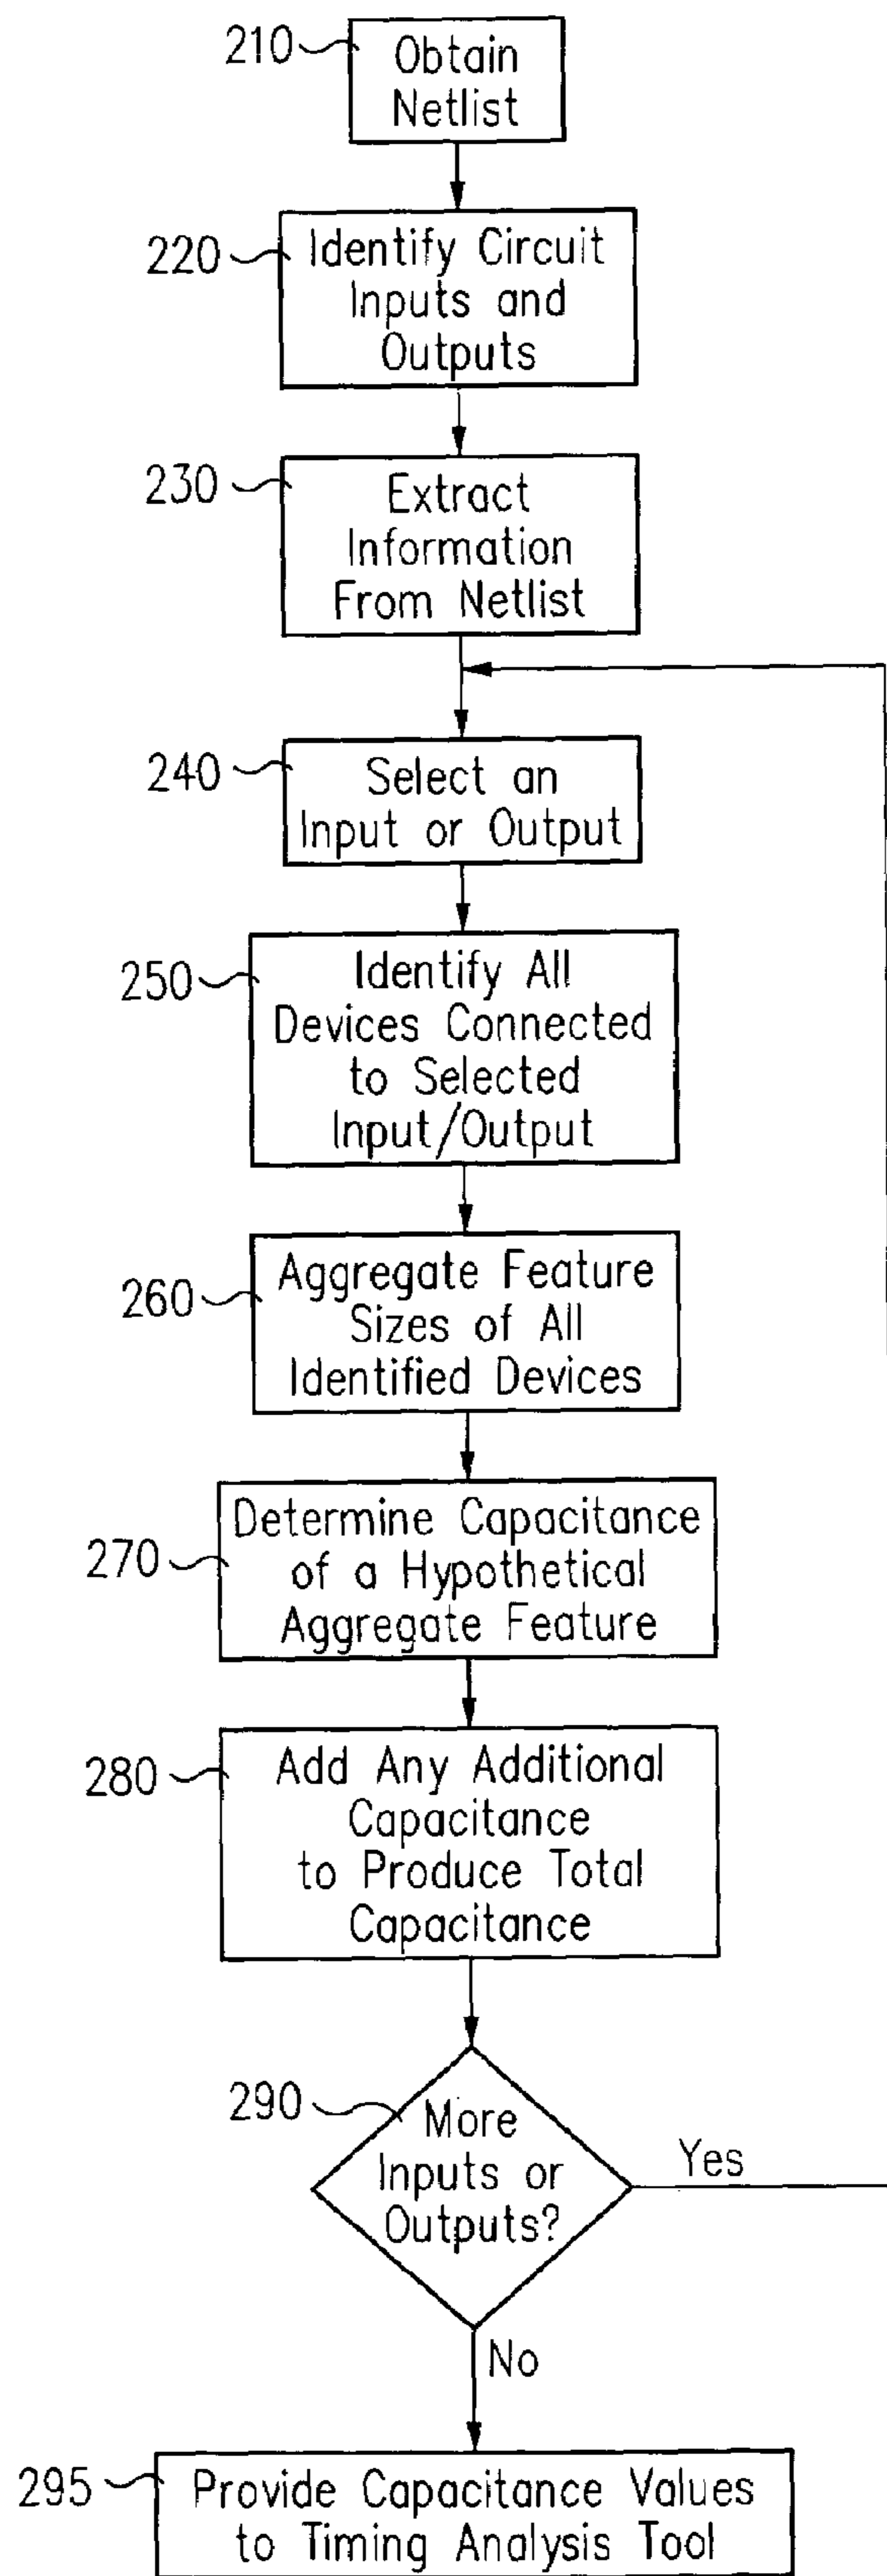 210
Obtain
Netlist
220
Identify Circuit
Inputs and
Outputs
230
Extract
Information
From Netlist
240
Select an
Input or Output
250
Identify All
Devices Connected
to Selected
Input/Output
260
Aggregate Feature
Sizes of All
Identified Devices
270
Determine Capacitance
of a Hypothetical
Aggregate Feature
280
Add Any Additional
Capacitance
to Produce Total
Capacitance
290
More
Inputs or
Outputs?
Yes
No
295
Provide Capacitance Values
to Timing Analysis Tool